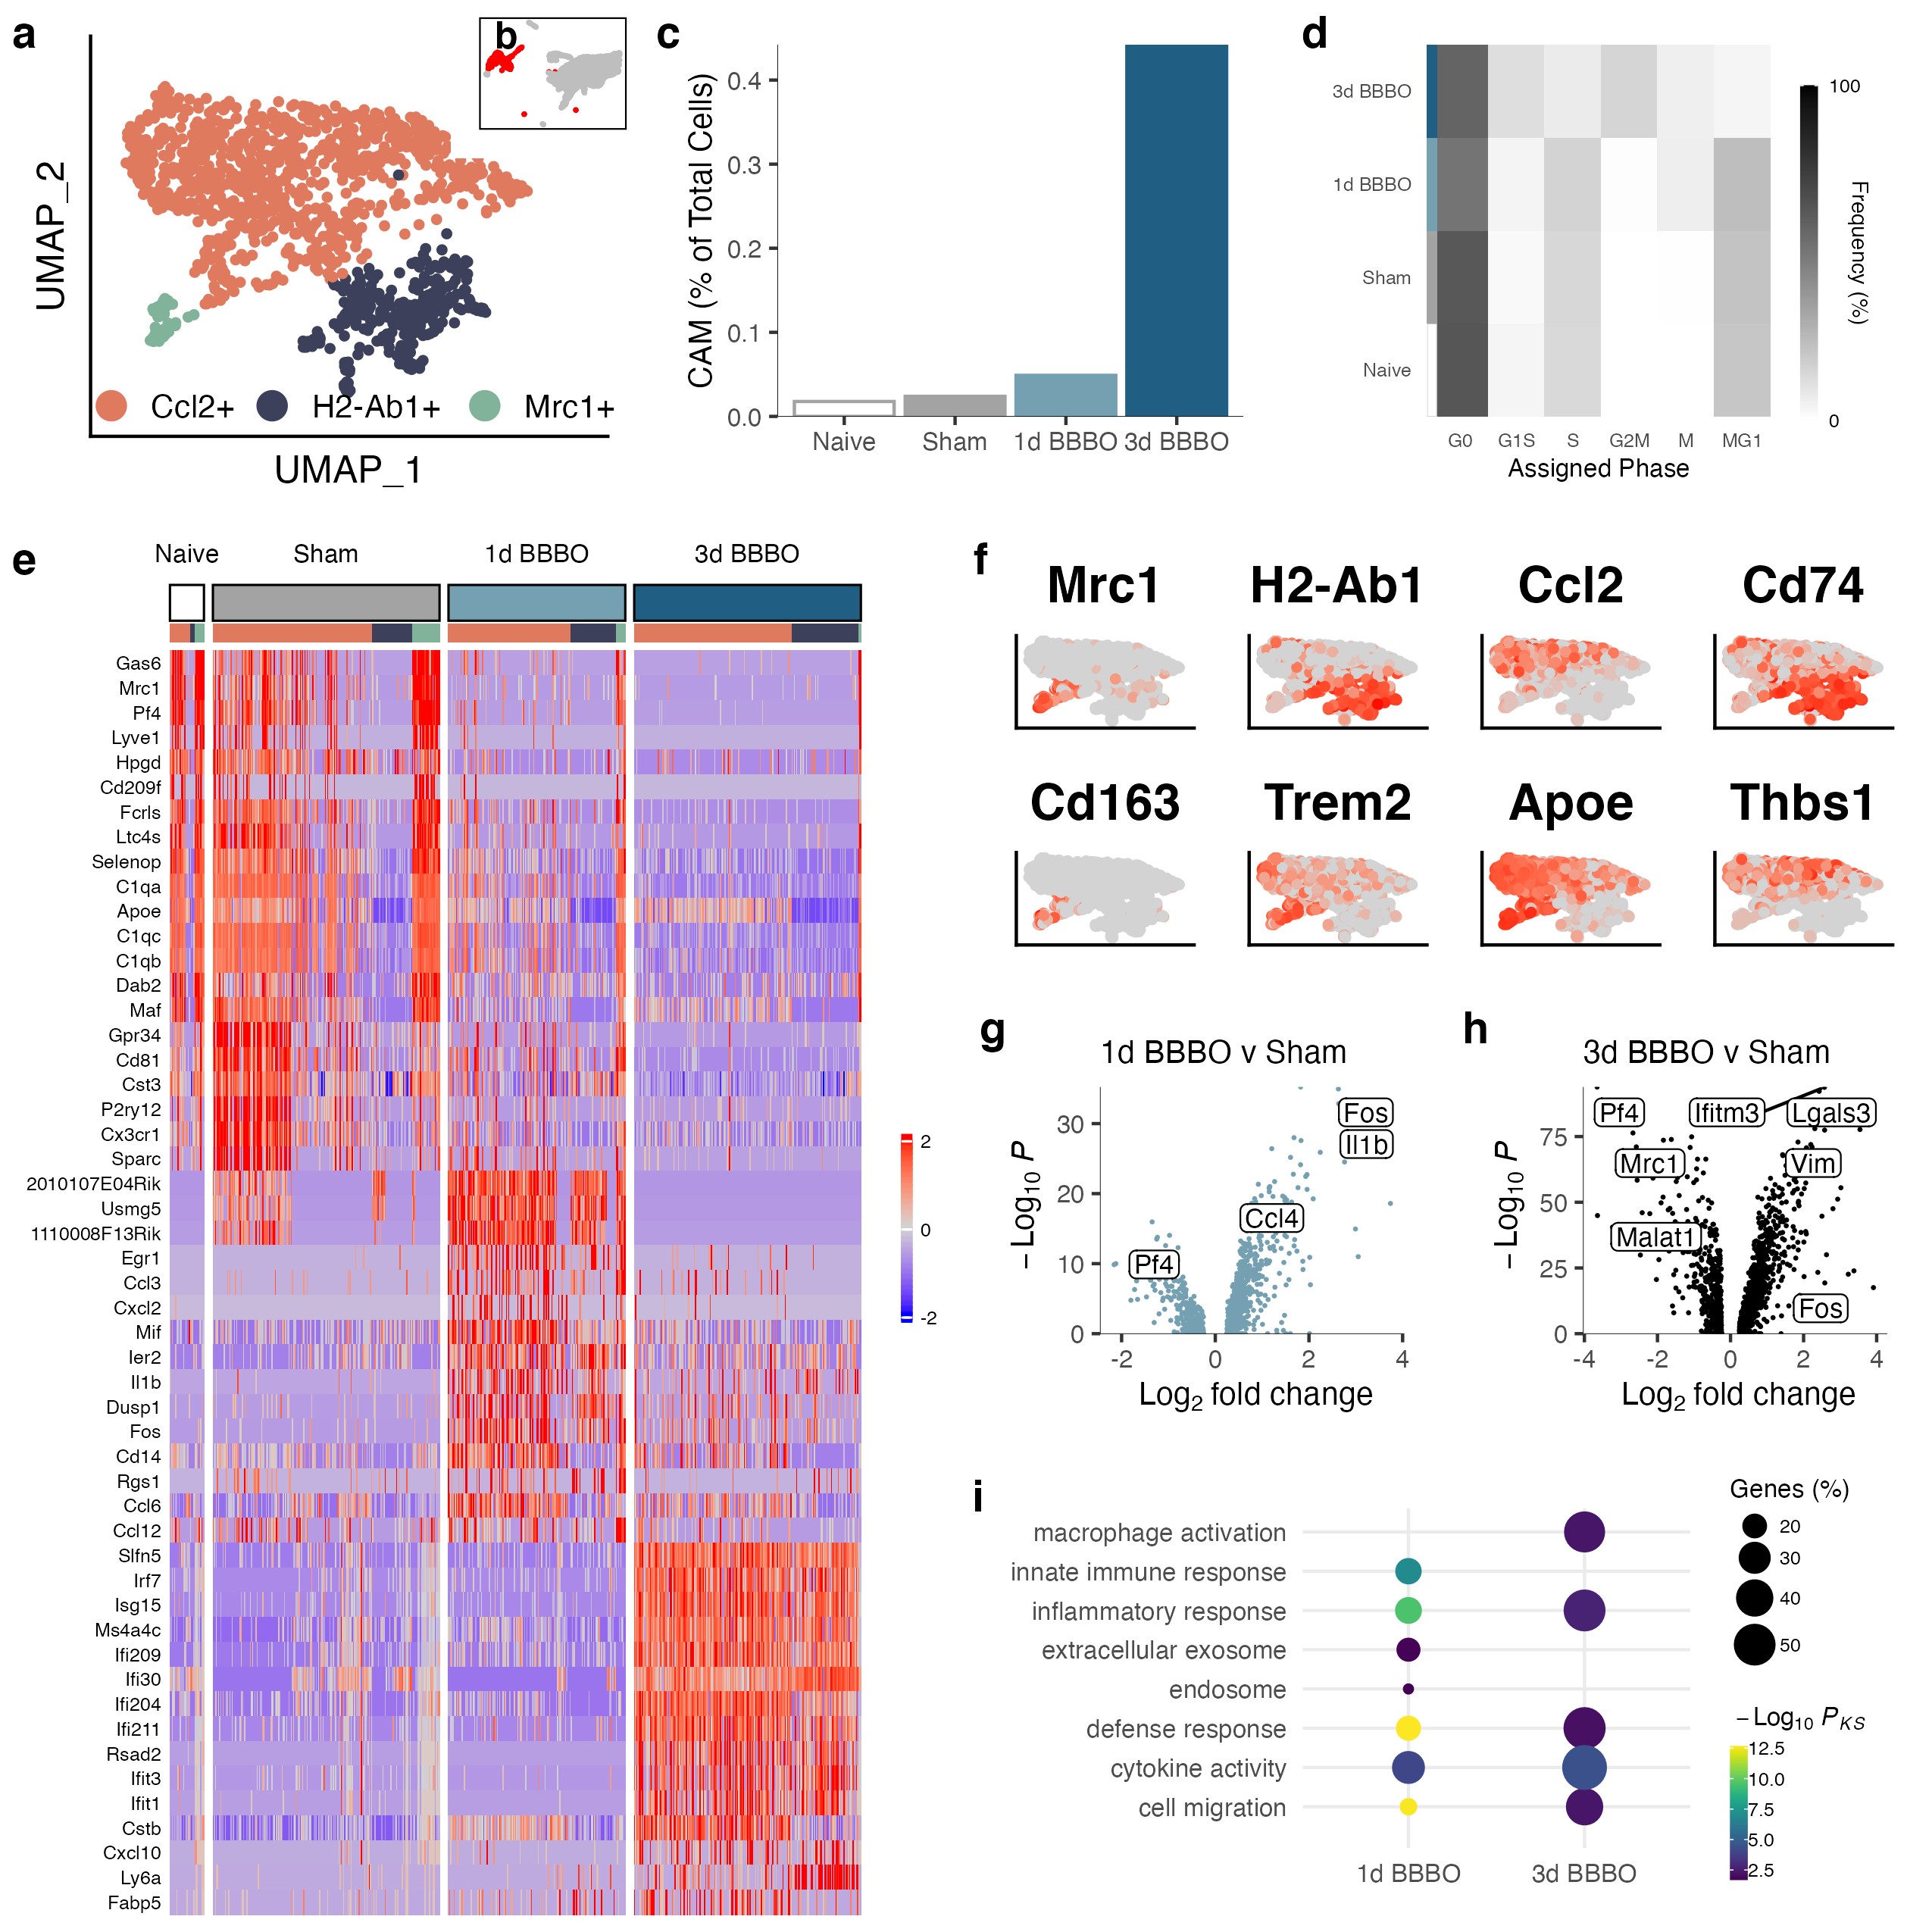 a
b
UMAP_2
Ccl2+ H2-Ab1+ Mrc1+
UMAP_1
c
CAM (% of Total Cells)
0.4
0.3
0.2
0.1
0.0
Naive Sham 1d BBBO 3d BBBO
d
3d BBBO
1d BBBO
Sham
Naive
G0 G1S S G2M M MG1
Assigned Phase
100
0
Frequency (%)
e
Naive Sham 1d BBBO 3d BBBO
Gas6
Mrc1
Pf4
Lyve1
Hpgd
Cd209f
Fcrls
Ltc4s
Selenop
C1qa
Apoe
C1qc
C1qb
Dab2
Maf
Gpr34
Cd81
Cst3
P2ry12
Cx3cr1
Sparc
2010107E04Rik
Usmg5
1110008F13Rik
Egr1
Ccl3
Cxcl2
Mif
Ier2
Il1b
Dusp1
Fos
Cd14
Rgs1
Ccl6
Ccl12
Slfn5
Irf7
Isg15
Ms4a4c
Ifi209
Ifi30
Ifi204
Ifi211
Rsad2
Ifit3
Ifit1
Cstb
Cxcl10
Ly6a
Fabp5
2
0
-2
f
Mrc1 H2-Ab1 Ccl2 Cd74
Cd163 Trem2 Apoe Thbs1
g
1d BBBO v Sham
−Log10 P
30
20
10
0
Fos
Il1b
Ccl4
Pf4
-2 0 2 4
Log2 fold change
h
3d BBBO v Sham
−Log10 P
75
50
25
0
Pf4 Ifitm3 Lgals3
Mrc1 Vim
Malat1
Fos
-4 -2 0 2 4
Log2 fold change
i
macrophage activation
innate immune response
inflammatory response
extracellular exosome
endosome
defense response
cytokine activity
cell migration
1d BBBO 3d BBBO
Genes (%)
20
30
40
50
−Log10 PKS
12.5
10.0
7.5
5.0
2.5